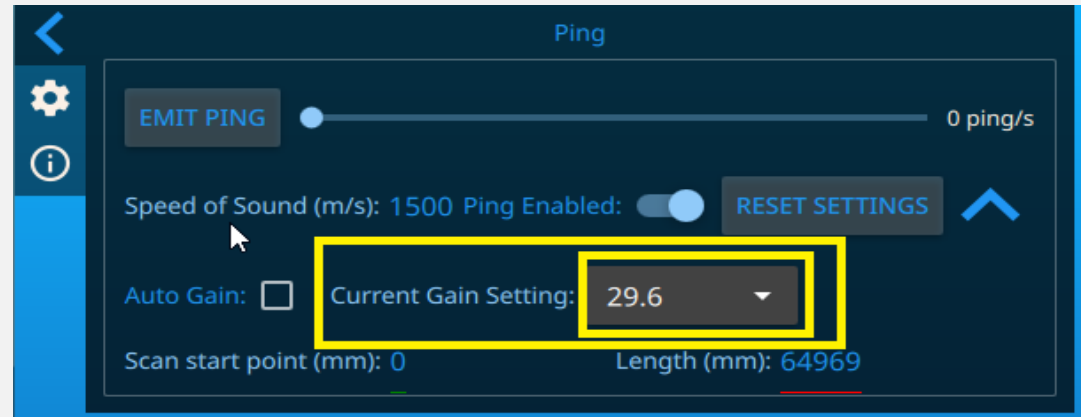 Ping
EMIT PING 0 ping/s
Speed of Sound (m/s): 1500 Ping Enabled: RESET SETTINGS
Auto Gain: Current Gain Setting: 29.6
Scan start point (mm): 0 Length (mm): 64969